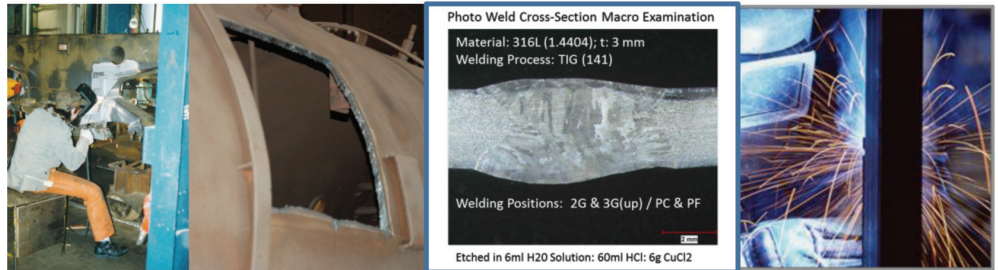 Photo Weld Cross-Section Macro Examination
Material: 316L (1.4404); t: 3 mm
Welding Process: TIG (141)
Welding Positions:  2G & 3G(up) / PC & PF
2 mm
Etched in 6ml H20 Solution: 60ml HCl: 6g CuCl2